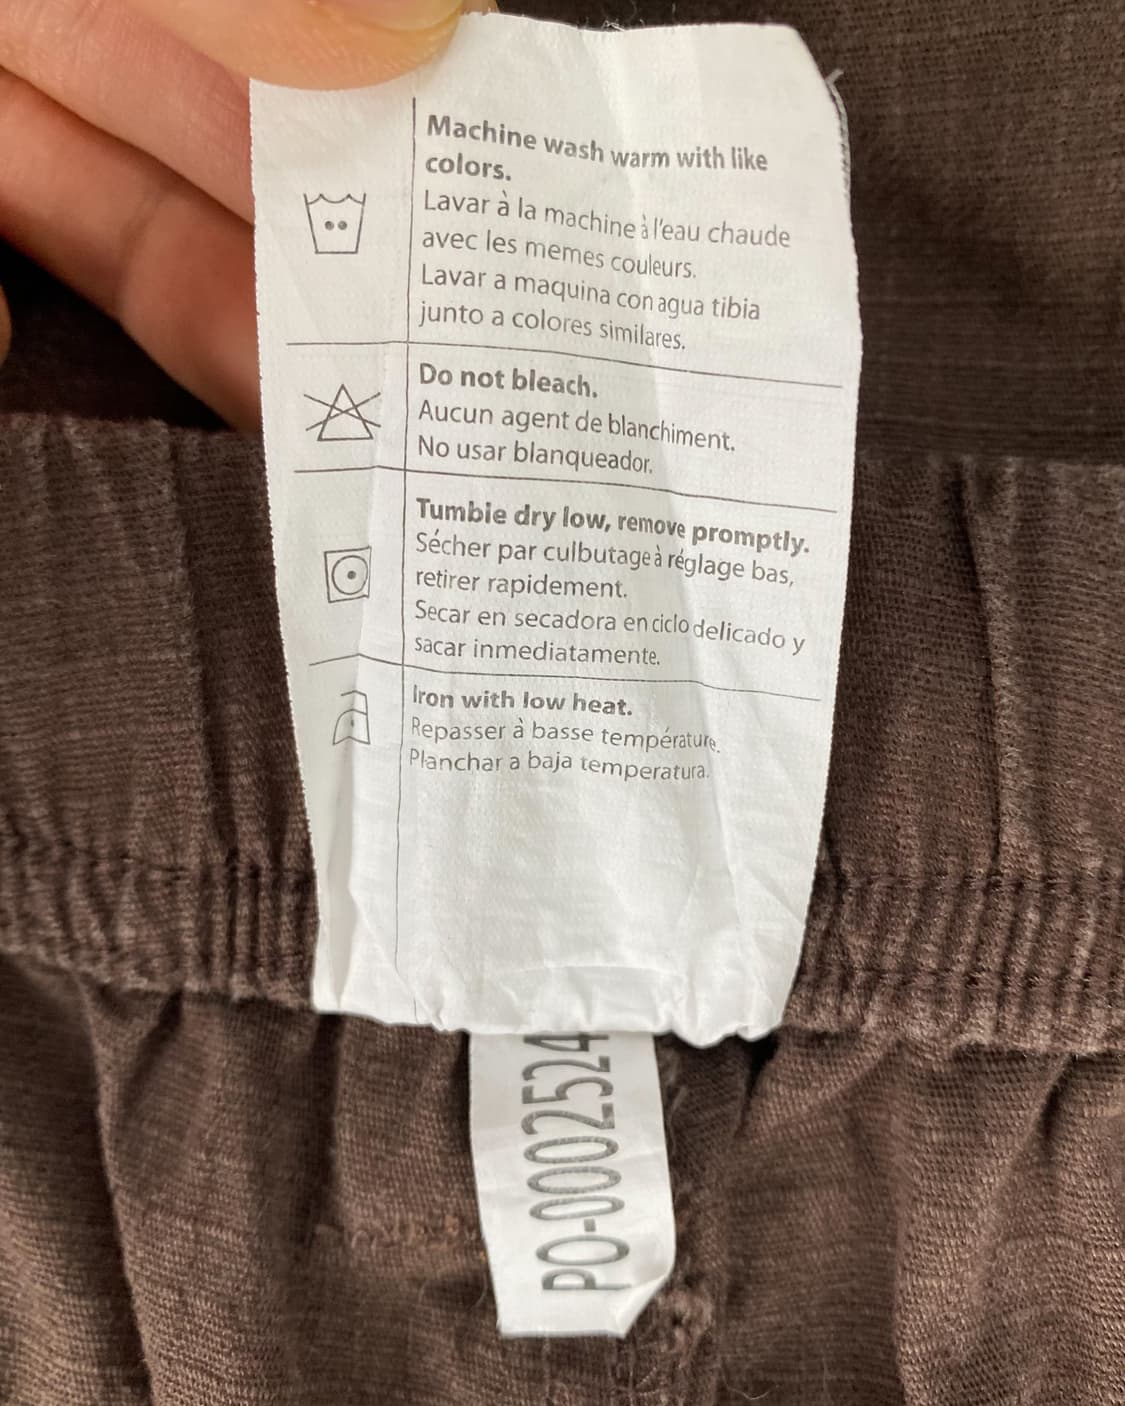 Machine wash warm with like
colors.
Lavar à la machine à l'eau chaude
avec les memes couleurs.
Lavar a maquina con agua tibia
junto a colores similares.
Do not bleach.
Aucun agent de blanchiment.
No usar blanqueador.
Tumbie dry low, remove promptly.
Sécher par culbutage à réglage bas,
retirer rapidement.
Secar en secadora en ciclo delicado y
sacar inmediatamente.
Iron with low heat.
Repasser à basse température.
Planchar a baja temperatura.
PO-0002524